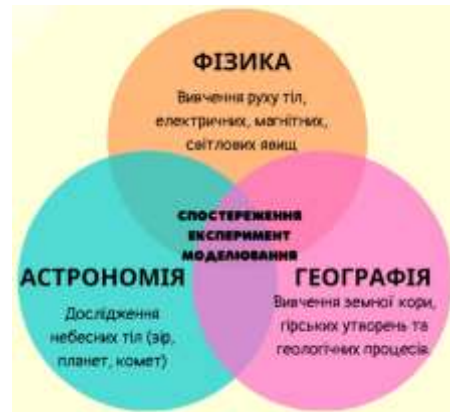 ФІЗИКА
Вивчення руху тіл,
електричних, магнітних,
світлових явищ
СПОСТЕРЕЖЕННЯ
ЕКСПЕРИМЕНТ
МОДЕЛЮВАННЯ
АСТРОНОМІЯ
Дослідження
небесних тіл (зір,
планет, комет)
ГЕОГРАФІЯ
Вивчення земної кори,
гірських утворень та
геологічних процесів